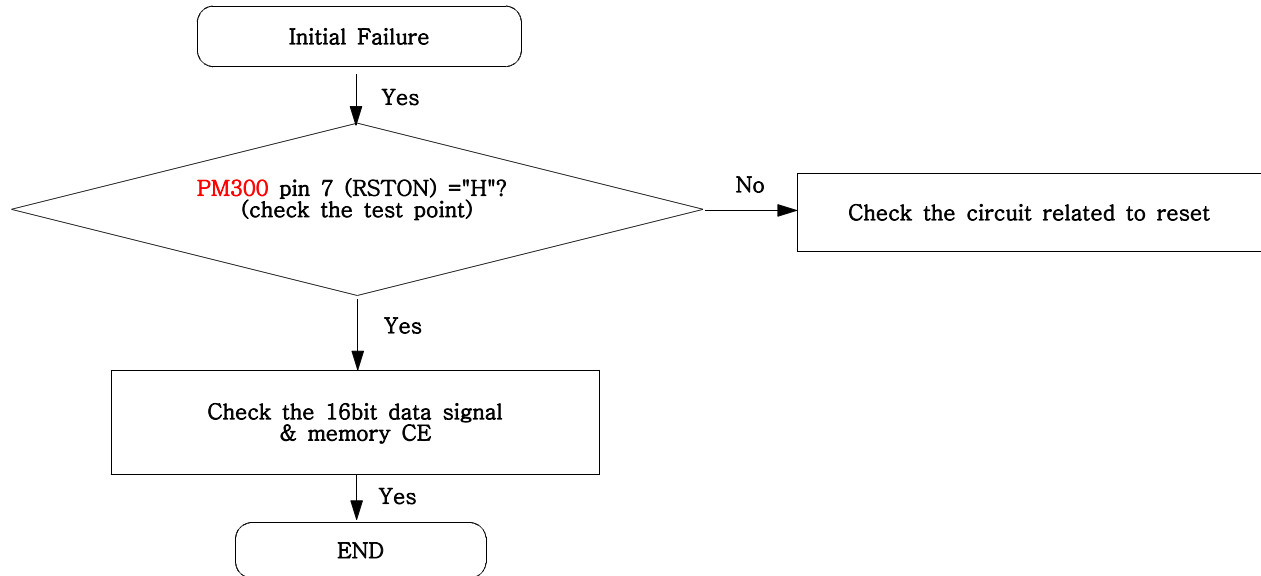 Initial Failure
Yes
PM300 pin 7 (RSTON) ="H"?
(check the test point)
No
Check the circuit related to reset
Yes
Check the 16bit data signal
& memory CE
Yes
END